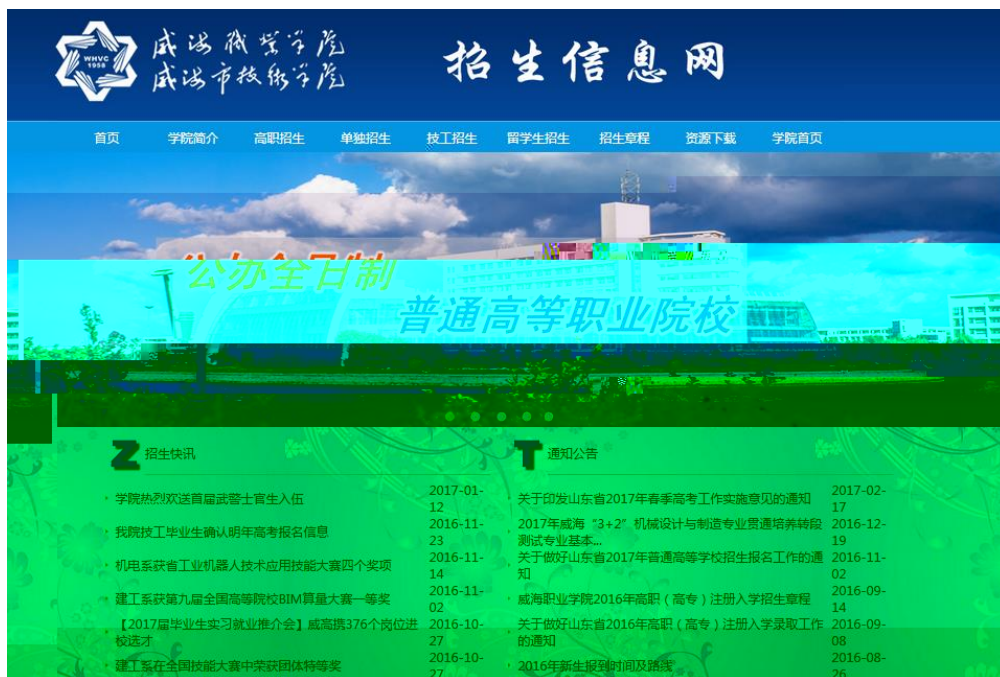 WHVC
1958
威海职业学院
威海市技術学院
招生信息网
首页 学院简介 高职招生 单独招生 技工招生 留学生招生 招生章程 资源下载 学院首页
公办全日制
普通高等职业院校
Z 招生快讯
学院热烈欢送首届武警士官生入伍 2017-01-12
我院技工毕业生确认明年高考报名信息 2016-11-23
机电系获省工业机器人技术应用技能大赛四个奖项 2016-11-14
建工系获第九届全国高等院校BIM算量大赛一等奖 2016-11-02
【2017届毕业生实习就业推介会】威高携376个岗位进
校选才 2016-10-27
建工系在全国技能大赛中荣获团体特等奖 2016-10-27
T 通知公告
关于印发山东省2017年春季高考工作实施意见的通知 2017-02-17
2017年威海“3+2”机械设计与制造专业贯通培养转段
测试专业基本... 2016-12-19
关于做好山东省2017年普通高等学校招生报名工作的通
知 2016-11-02
威海职业学院2016年高职（高专）注册入学招生章程 2016-09-14
关于做好山东省2016年高职（高专）注册入学录取工作
的通知 2016-09-08
2016年新生报到时间及路线 2016-08-26